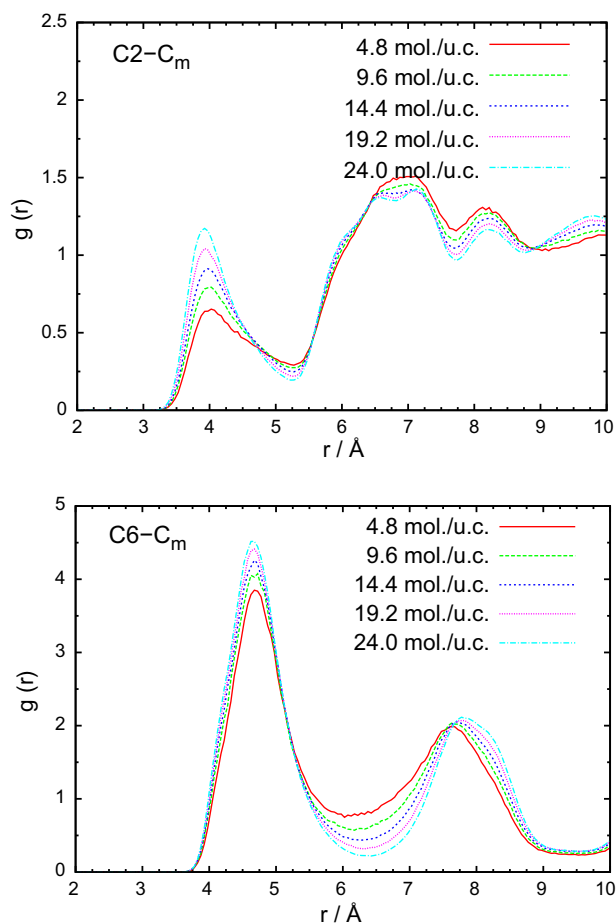 C2−Cm
4.8 mol./u.c.
9.6 mol./u.c.
14.4 mol./u.c.
19.2 mol./u.c.
24.0 mol./u.c.
g (r)
2.5
2
1.5
1
0.5
0
2 3 4 5 6 7 8 9 10
r / Å
C6−Cm
4.8 mol./u.c.
9.6 mol./u.c.
14.4 mol./u.c.
19.2 mol./u.c.
24.0 mol./u.c.
g (r)
5
4
3
2
1
0
2 3 4 5 6 7 8 9 10
r / Å